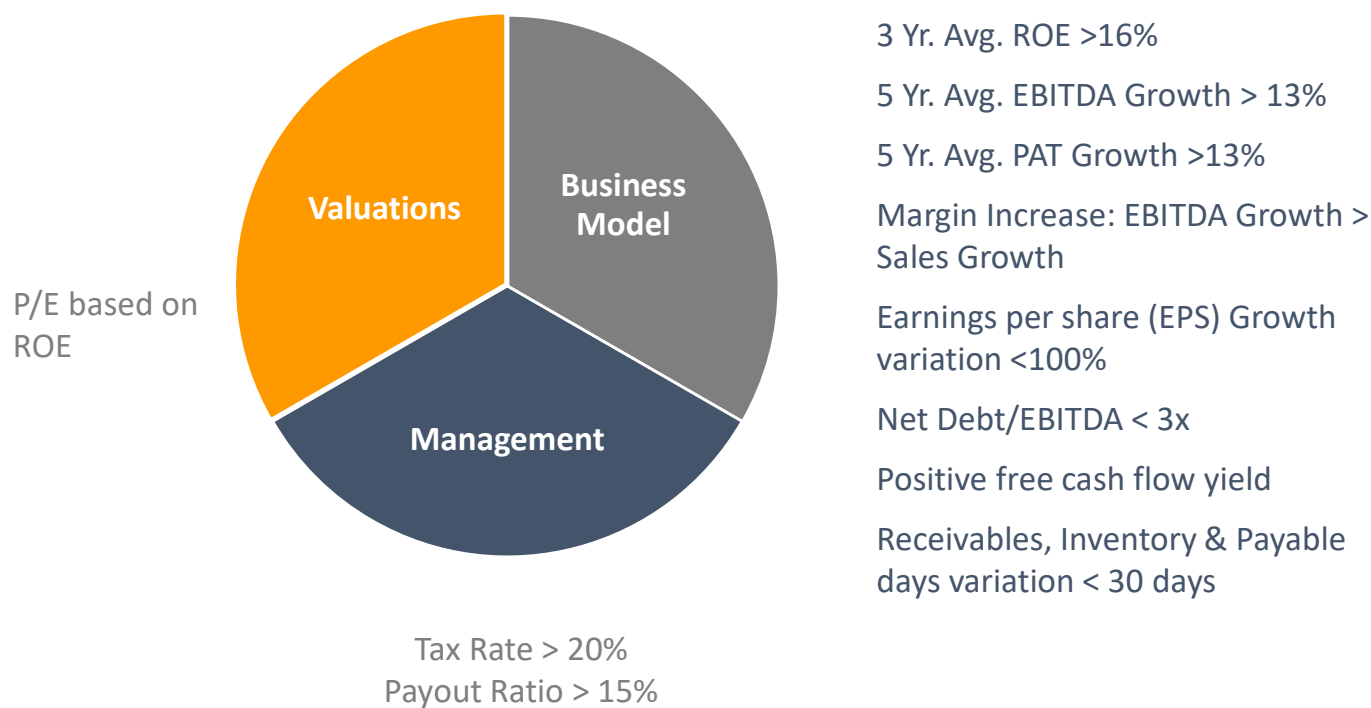 Valuations
Business
Model
Management
P/E based on
ROE
Tax Rate > 20%
Payout Ratio > 15%
3 Yr. Avg. ROE >16%
5 Yr. Avg. EBITDA Growth > 13%
5 Yr. Avg. PAT Growth >13%
Margin Increase: EBITDA Growth >
Sales Growth
Earnings per share (EPS) Growth
variation <100%
Net Debt/EBITDA < 3x
Positive free cash flow yield
Receivables, Inventory & Payable
days variation < 30 days